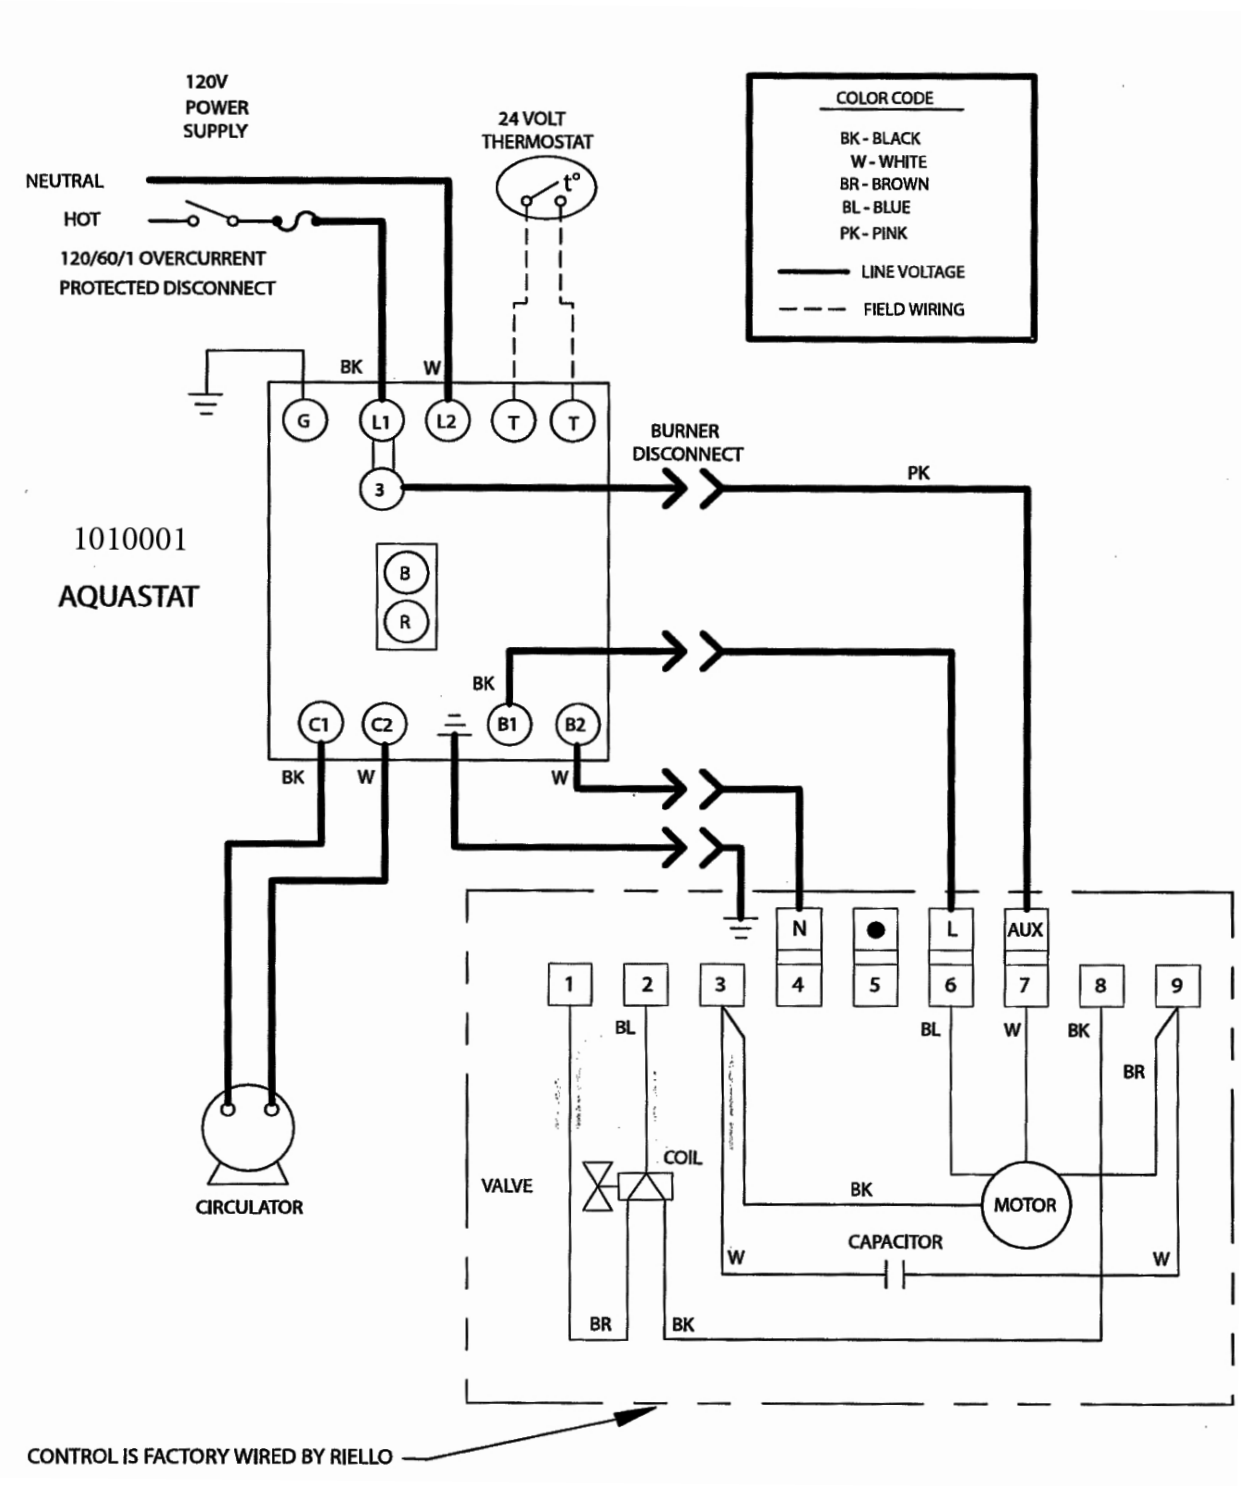 120V
POWER
SUPPLY
24 VOLT
THERMOSTAT
t°
NEUTRAL
HOT
120/60/1 OVERCURRENT
PROTECTED DISCONNECT
COLOR CODE
BK - BLACK
W - WHITE
BR - BROWN
BL - BLUE
PK - PINK
LINE VOLTAGE
FIELD WIRING
BK
W
G
L1
L2
T
T
3
BURNER
DISCONNECT
PK
1010001
AQUASTAT
B
R
BK
C1
C2
B1
B2
BK
W
W
N
L
AUX
1
2
3
4
5
6
7
8
9
BL
BL
W
BK
BR
COIL
VALVE
BK
MOTOR
CIRCULATOR
CAPACITOR
W
W
BR
BK
CONTROL IS FACTORY WIRED BY RIELLO